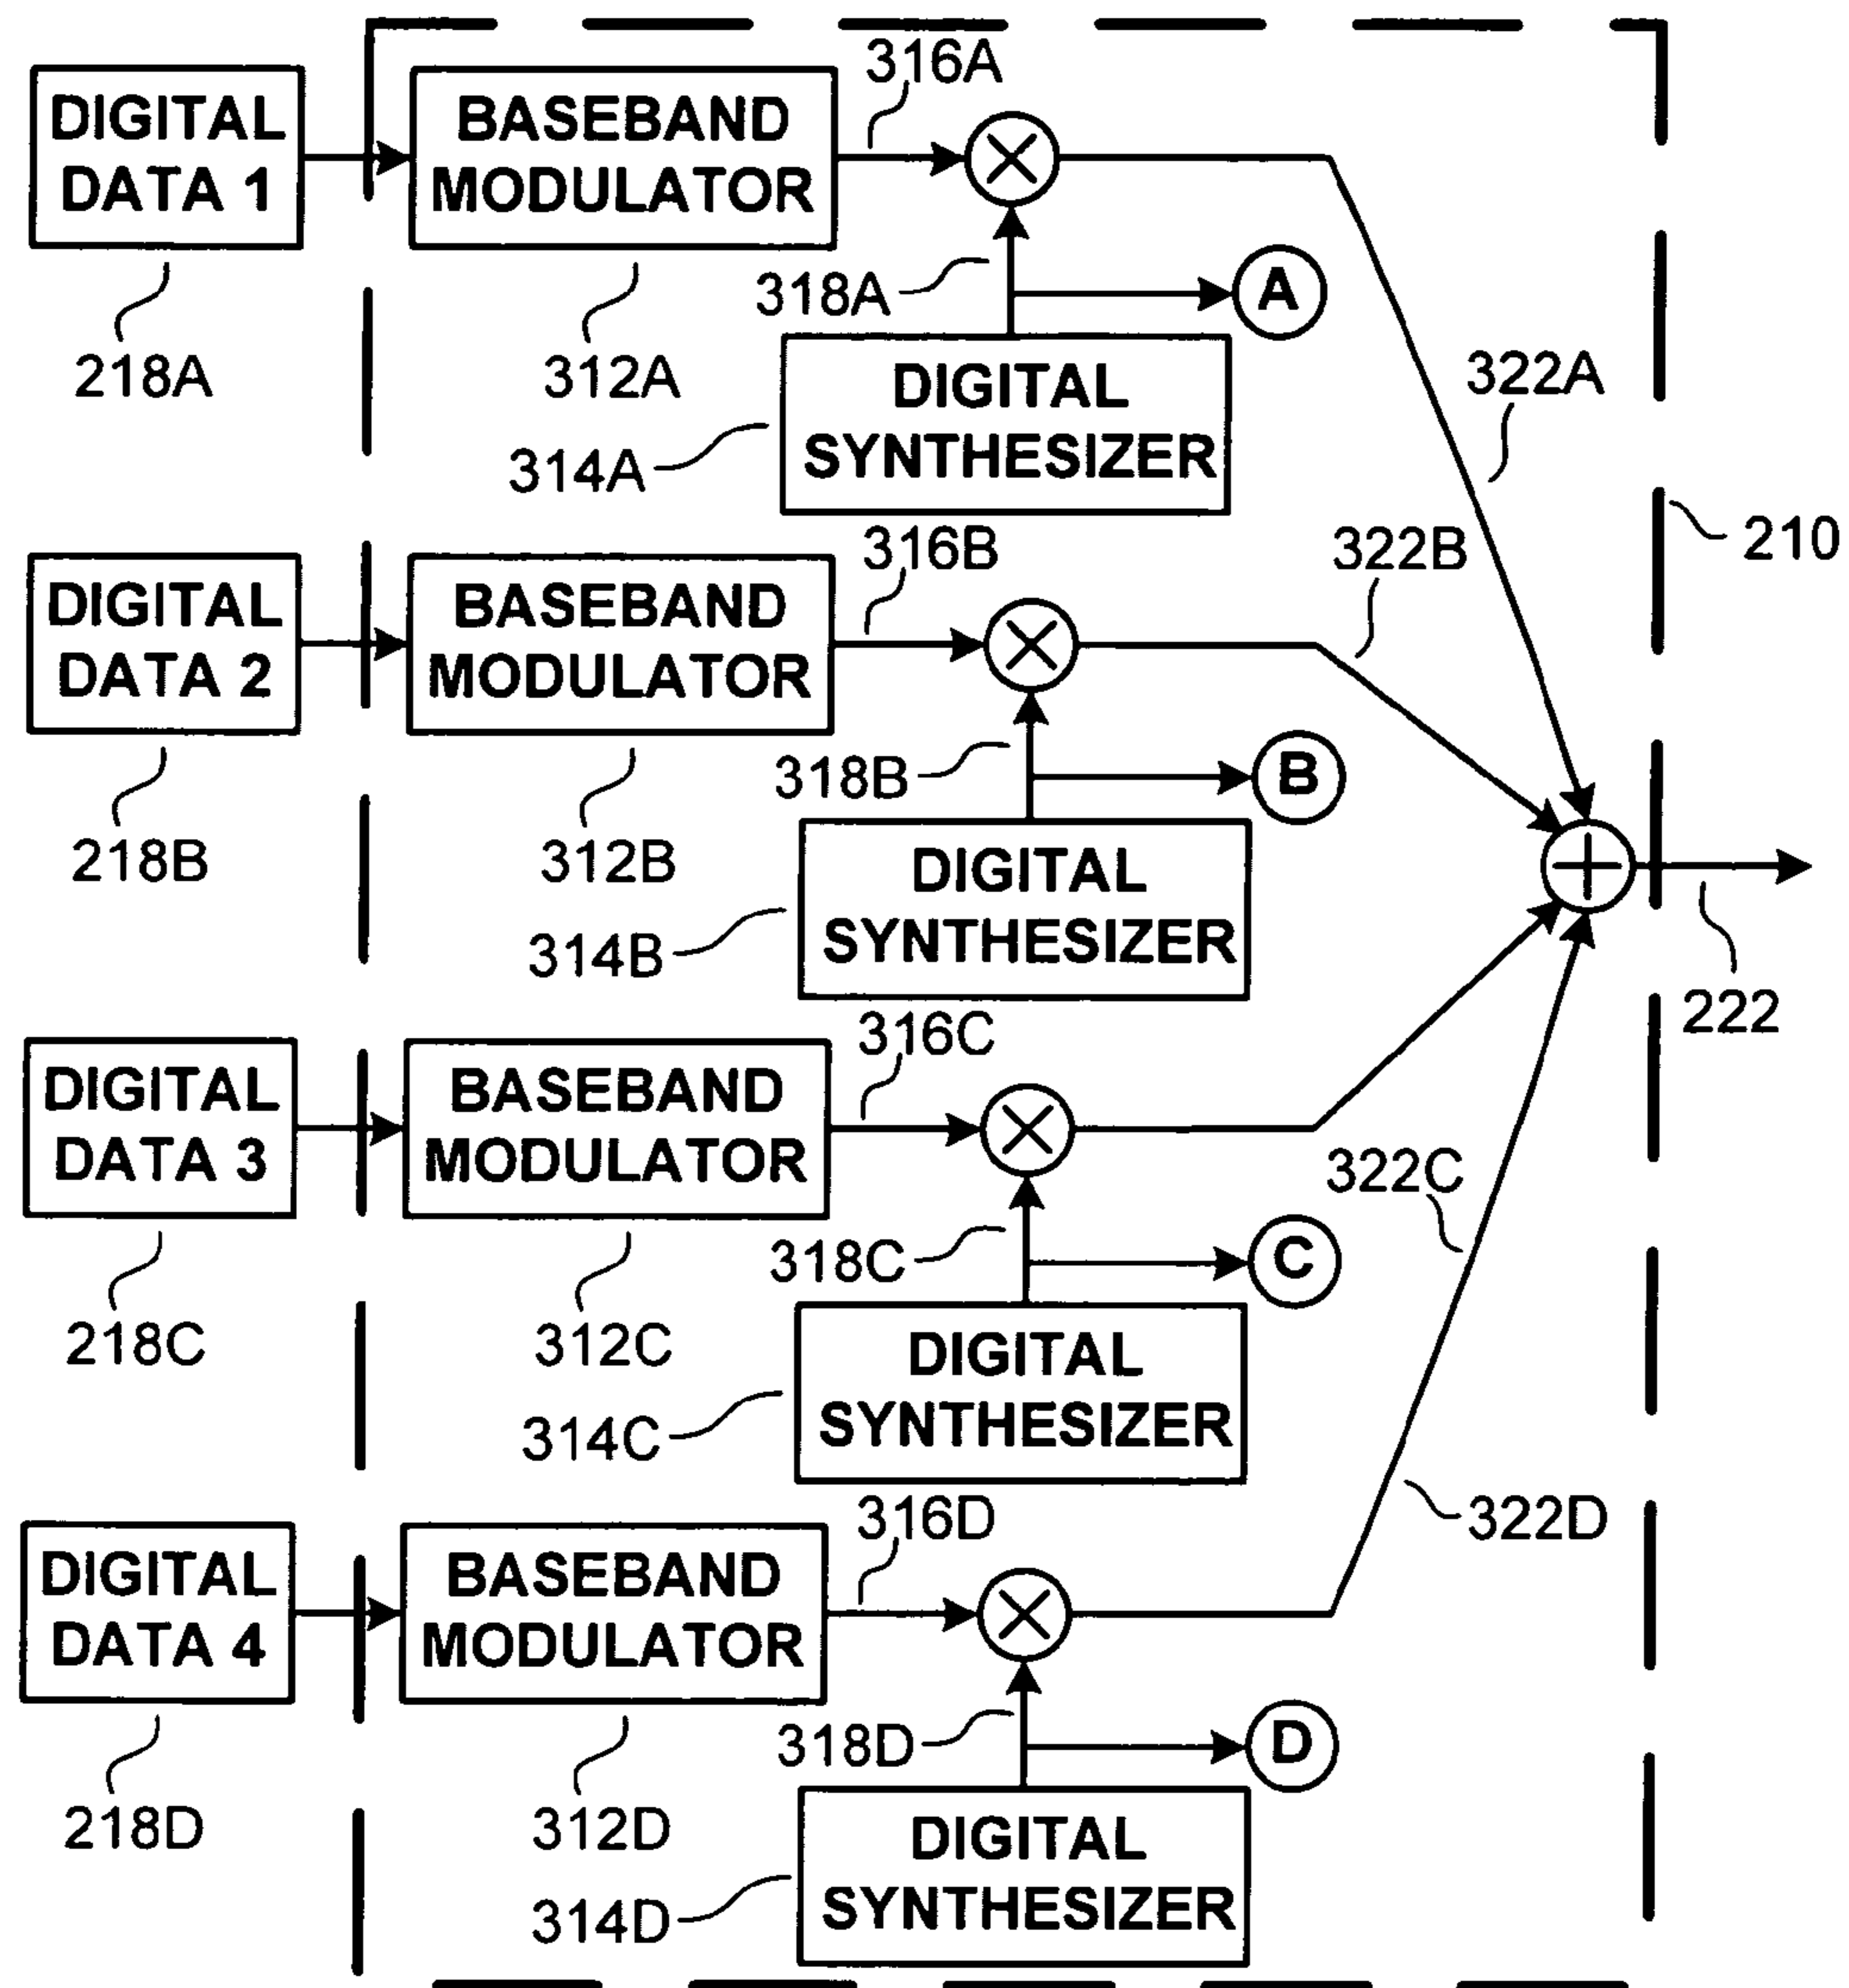 316A
DIGITAL
DATA 1
BASEBAND
MODULATOR
318A
A
218A
312A
DIGITAL
SYNTHESIZER
322A
314A
316B
322B
210
DIGITAL
DATA 2
BASEBAND
MODULATOR
318B
B
218B
312B
DIGITAL
SYNTHESIZER
314B
222
316C
DIGITAL
DATA 3
BASEBAND
MODULATOR
322C
318C
C
218C
312C
DIGITAL
SYNTHESIZER
314C
316D
322D
DIGITAL
DATA 4
BASEBAND
MODULATOR
318D
D
218D
312D
DIGITAL
SYNTHESIZER
314D